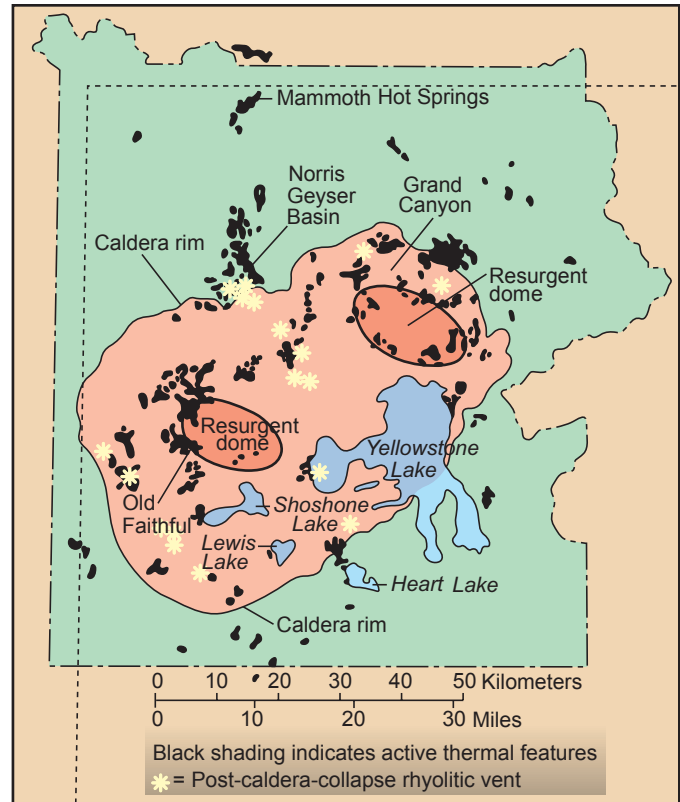 Mammoth Hot Springs
Norris
Geyser
Basin
Grand
Canyon
Caldera rim
Resurgent
dome
Resurgent
dome
Yellowstone
Lake
Old
Faithful
Shoshone
Lake
Lewis
Lake
Heart Lake
Caldera rim
0 10 20 30 40 50 Kilometers
0 10 20 30 Miles
Black shading indicates active thermal features
= Post-caldera-collapse rhyolitic vent